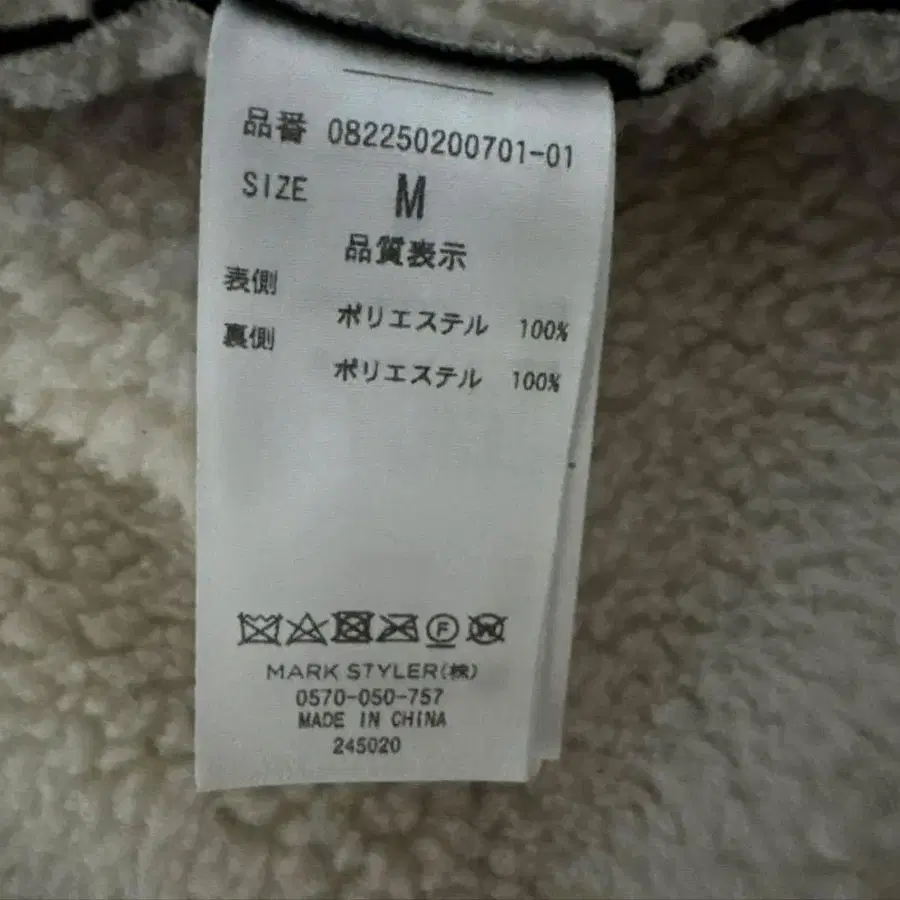 品番 082250200701-01
SIZE M
品質表示
表側
ポリエステル 100%
裏側
ポリエステル 100%
F
W
MARK STYLER(株)
0570-050-757
MADE IN CHINA
245020